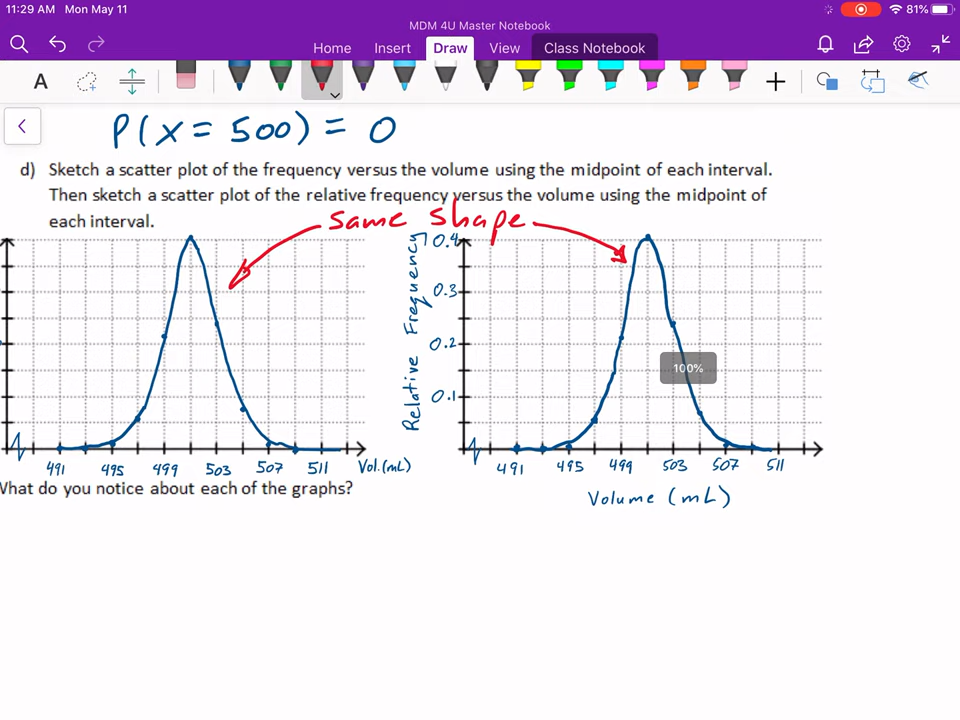 11:29 AM Mon May 11
81%
MDM 4U Master Notebook
Home Insert Draw View Class Notebook
A
P(X = 500) = 0
d) Sketch a scatter plot of the frequency versus the volume using the midpoint of each interval.
Then sketch a scatter plot of the relative frequency versus the volume using the midpoint of
each interval.
same shape
Relative Frequency
0.4
0.3
0.2
0.1
100%
491 495 499 503 507 511 Vol.(mL)
491 495 499 503 507 511
Volume (mL)
What do you notice about each of the graphs?